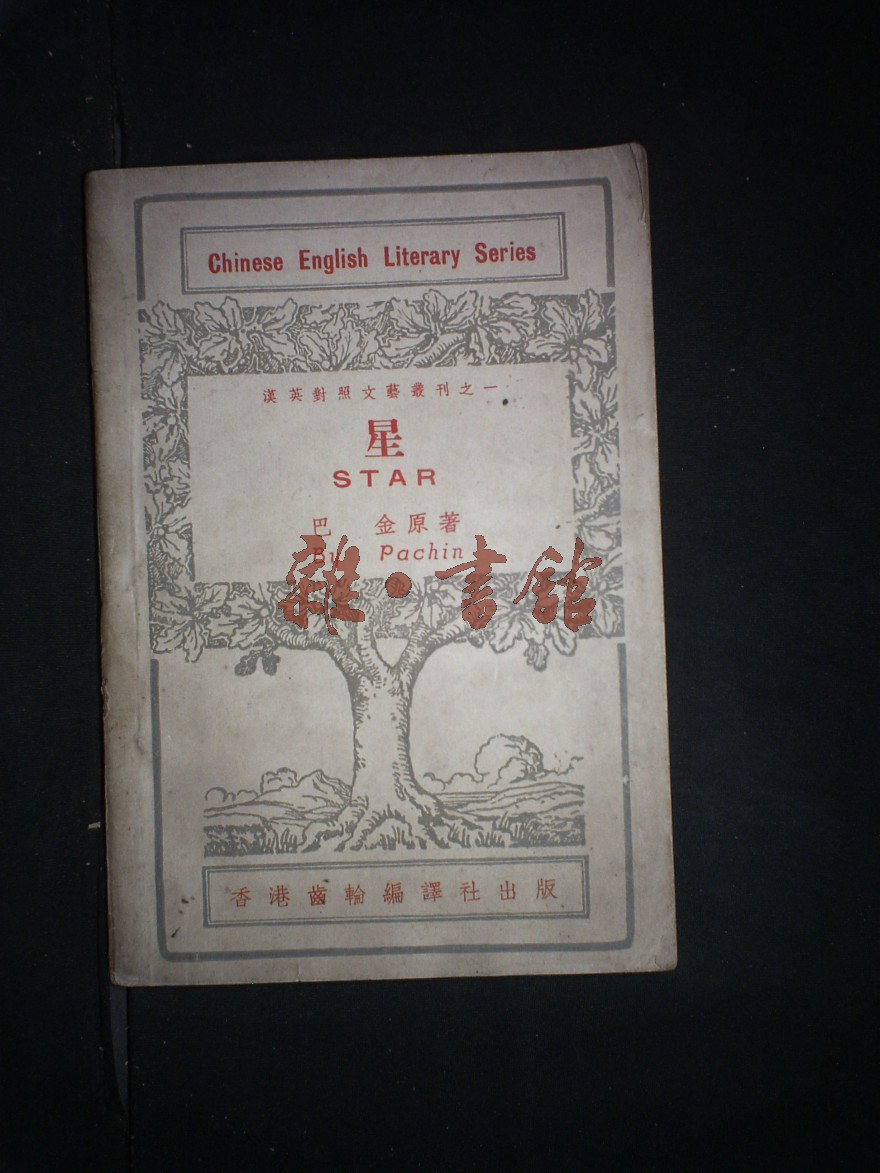 Chinese English Literary Series
漢英對照文藝叢刊之一
星
STAR
巴 金原著
By Pachin
雜·書館
香港齒輪編譯社出版